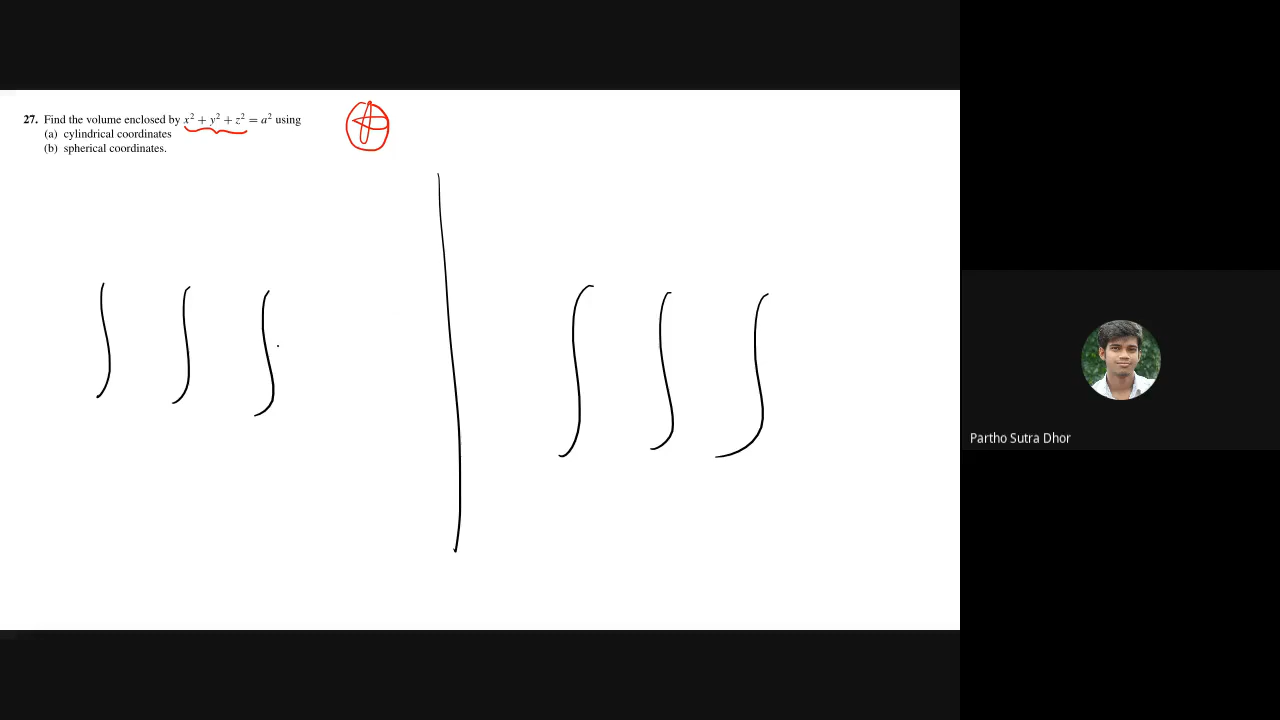 27. Find the volume enclosed by x² + y² + z² = a² using
(a) cylindrical coordinates
(b) spherical coordinates.
∫ ∫ ∫
∫ ∫ ∫
Partho Sutra Dhor